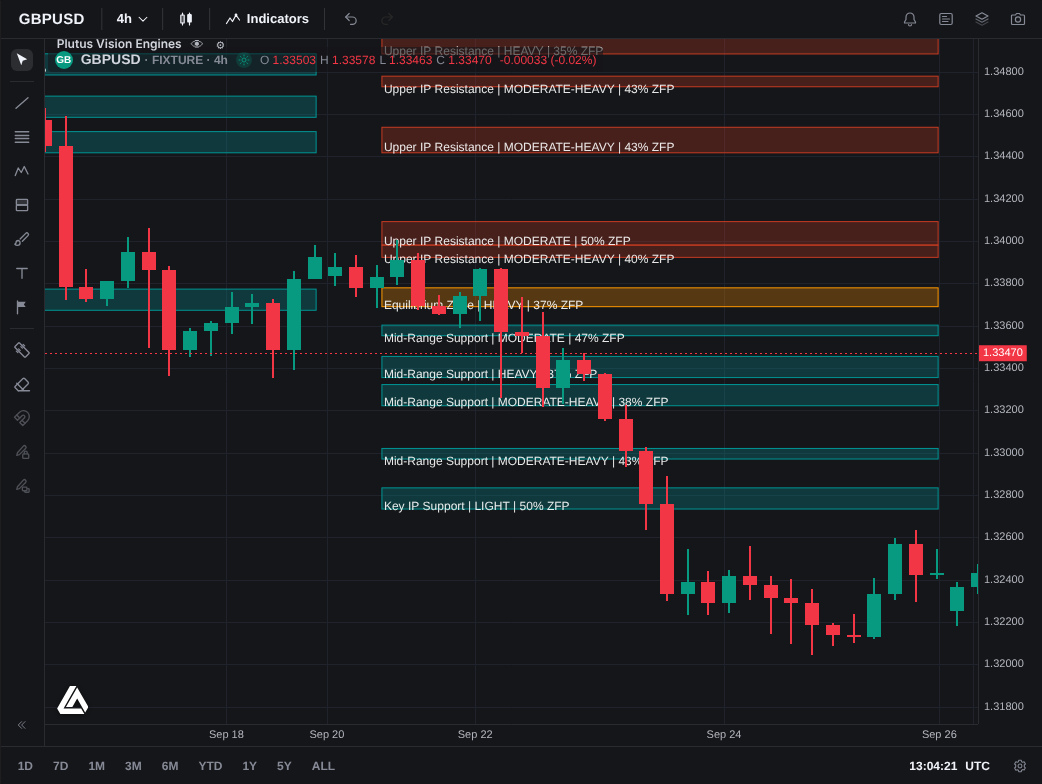 GBPUSD 4h Indicators
Plutus Vision Engines
GB GBPUSD · FIXTURE · 4h O 1.33503 H 1.33578 L 1.33463 C 1.33470 -0.00033 (-0.02%)
Upper IP Resistance | HEAVY | 35% ZFP
Upper IP Resistance | MODERATE-HEAVY | 43% ZFP
Upper IP Resistance | MODERATE-HEAVY | 43% ZFP
Upper IP Resistance | MODERATE | 50% ZFP
Upper IP Resistance | MODERATE-HEAVY | 40% ZFP
Equilibrium Zone | HEAVY | 37% ZFP
Mid-Range Support | MODERATE | 47% ZFP
Mid-Range Support | HEAVY | 37% ZFP
Mid-Range Support | MODERATE-HEAVY | 38% ZFP
Mid-Range Support | MODERATE-HEAVY | 43% ZFP
Key IP Support | LIGHT | 50% ZFP
1.34800
1.34600
1.34400
1.34200
1.34000
1.33800
1.33600
1.33470
1.33400
1.33200
1.33000
1.32800
1.32600
1.32400
1.32200
1.32000
1.31800
Sep 18 Sep 20 Sep 22 Sep 24 Sep 26
1D 7D 1M 3M 6M YTD 1Y 5Y ALL 13:04:21 UTC